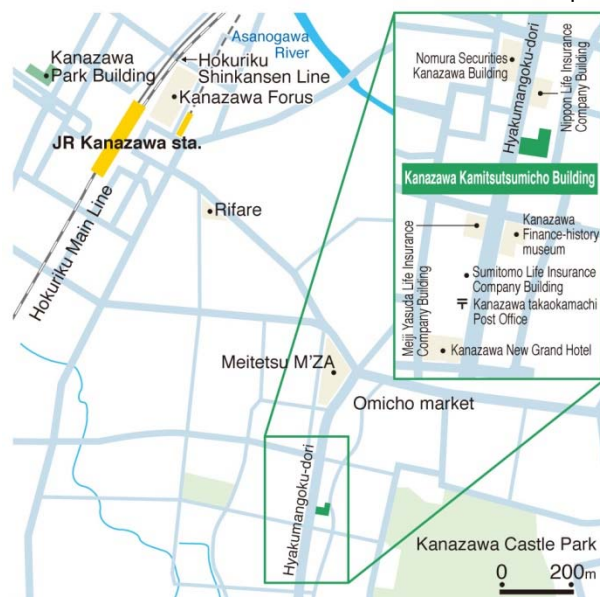 Asanogawa
River
Kanazawa
Park Building
Hokuriku
Shinkansen Line
Kanazawa Forus
JR Kanazawa sta.
Hokuriku Main Line
Rifare
Meitetsu M'ZA
Omicho market
Hyakumangoku-dori
Kanazawa Castle Park
0 200m
Hyakumangoku-dori
Nomura Securities
Kanazawa Building
Nippon Life Insurance
Company Building
Kanazawa Kamitsutsumicho Building
Kanazawa
Finance-history
museum
Meiji Yasuda Life Insurance
Company Building
Sumitomo Life Insurance
Company Building
〒 Kanazawa takaokamachi
Post Office
Kanazawa New Grand Hotel